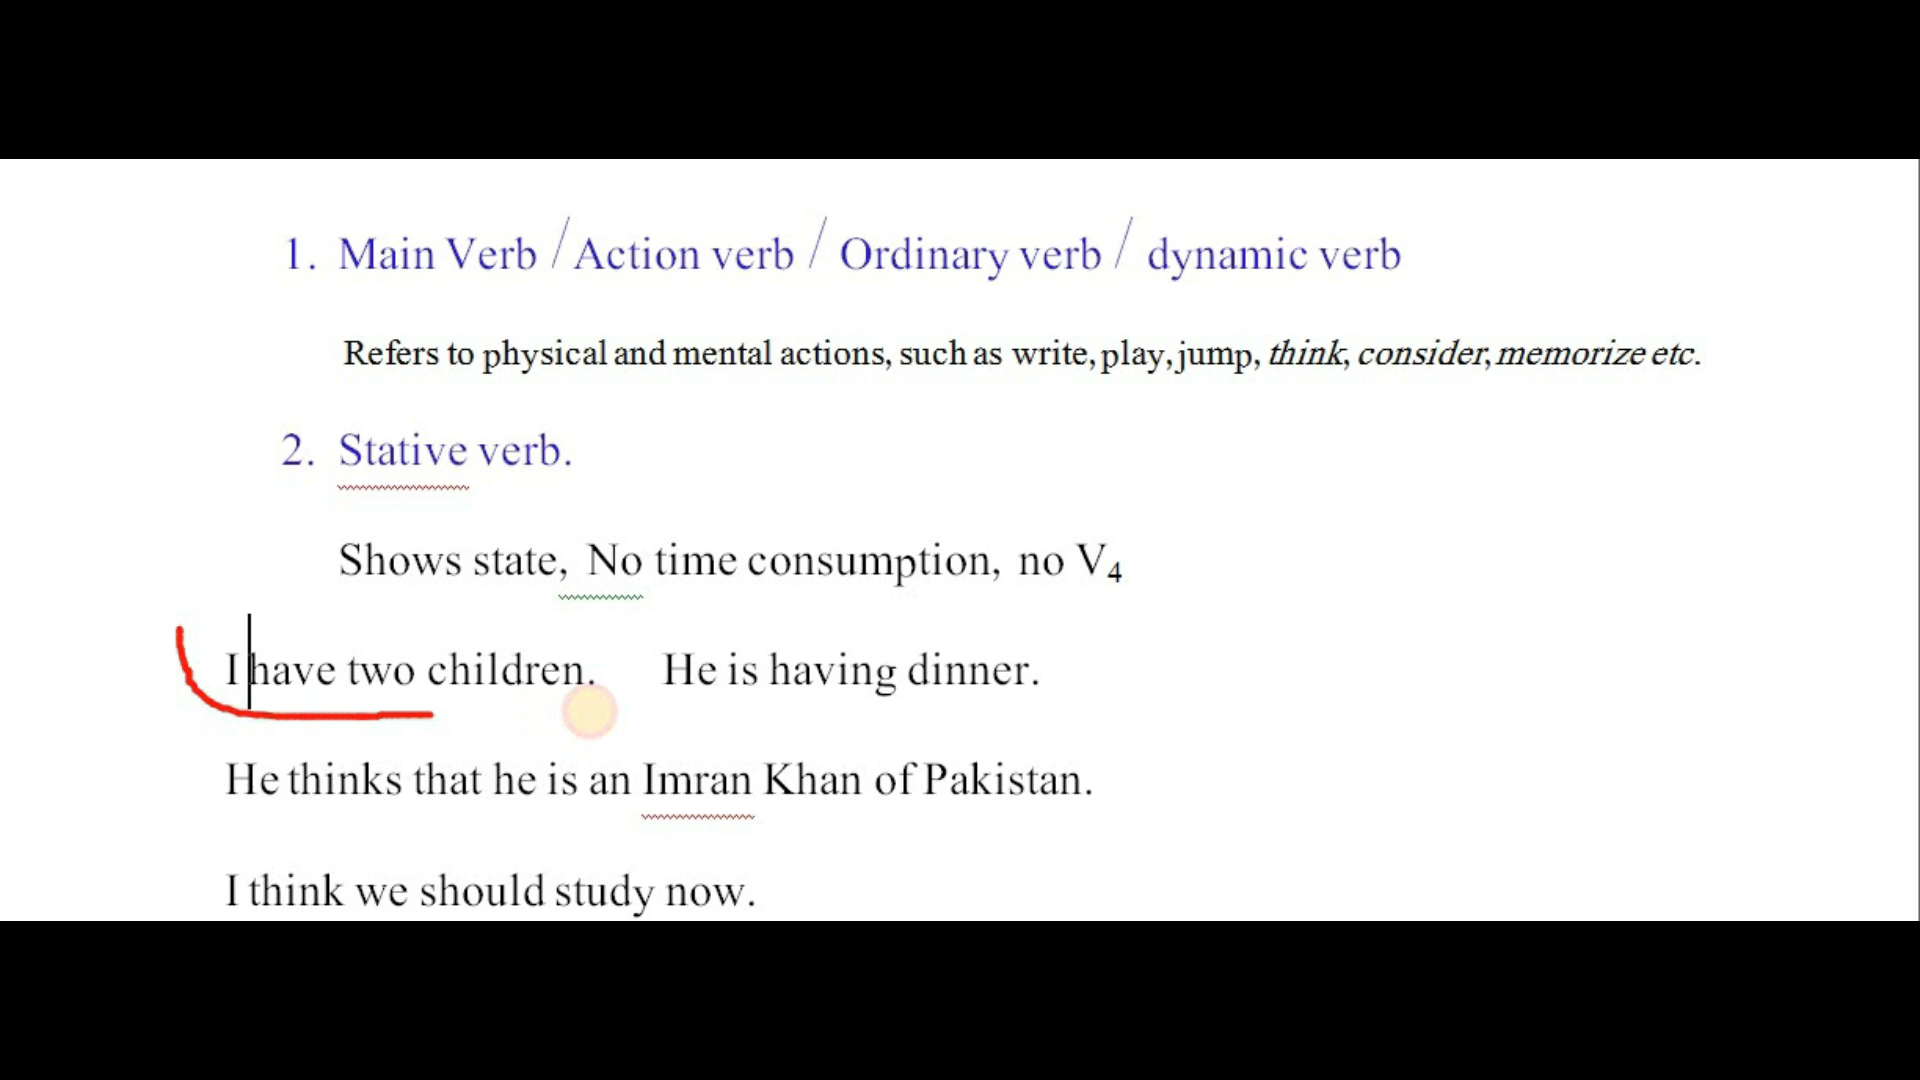 1. Main Verb / Action verb / Ordinary verb / dynamic verb
Refers to physical and mental actions, such as write, play, jump, think, consider, memorize etc.
2. Stative verb.
Shows state, No time consumption, no V4
I have two children. He is having dinner.
He thinks that he is an Imran Khan of Pakistan.
I think we should study now.